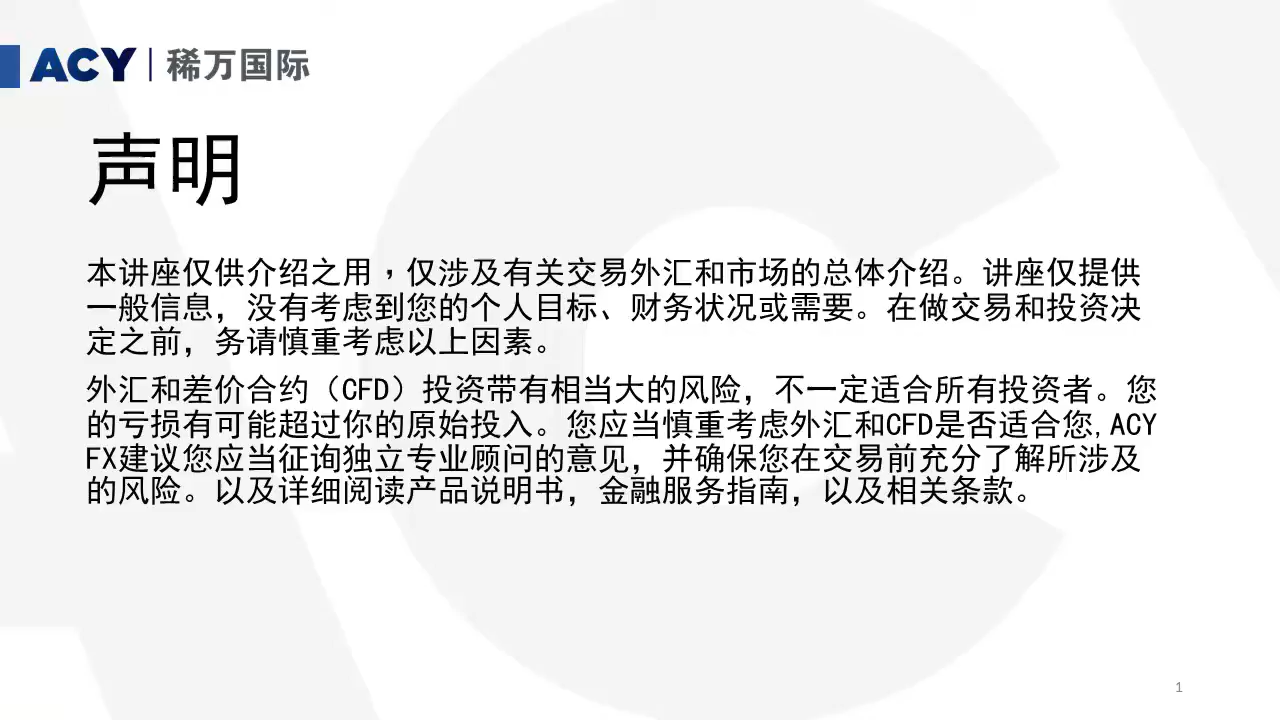 ACY | 稀万国际
声明
本讲座仅供介绍之用，仅涉及有关交易外汇和市场的总体介绍。讲座仅提供
一般信息，没有考虑到您的个人目标、财务状况或需要。在做交易和投资决
定之前，务请慎重考虑以上因素。
外汇和差价合约（CFD）投资带有相当大的风险，不一定适合所有投资者。您
的亏损有可能超过你的原始投入。您应当慎重考虑外汇和CFD是否适合您,ACY
FX建议您应当征询独立专业顾问的意见，并确保您在交易前充分了解所涉及
的风险。以及详细阅读产品说明书，金融服务指南，以及相关条款。
1